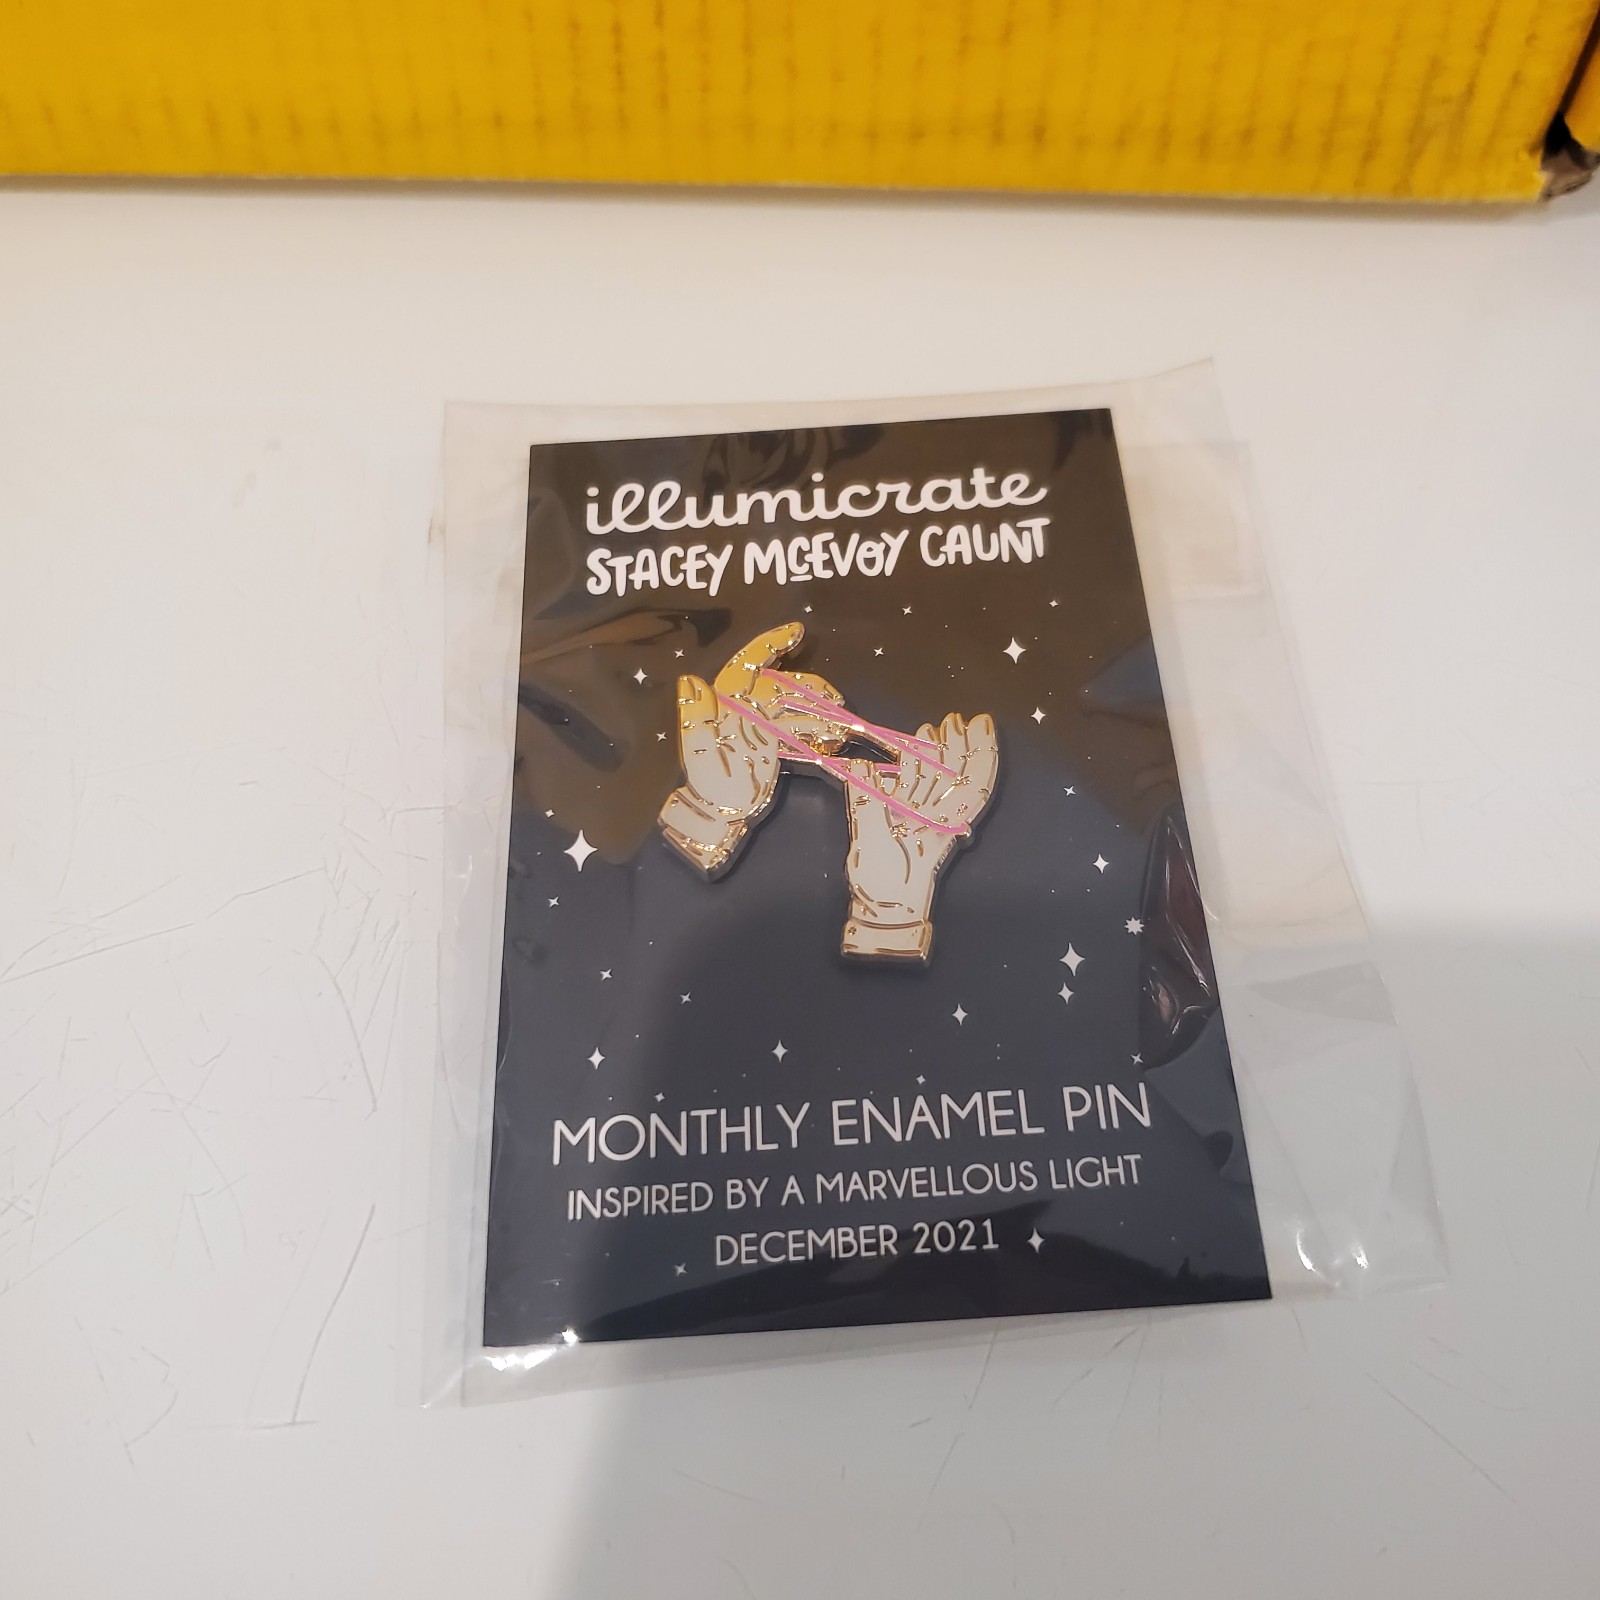 illumicrate
STACEY McEVOY CAUNT
MONTHLY ENAMEL PIN
INSPIRED BY A MARVELLOUS LIGHT
DECEMBER 2021